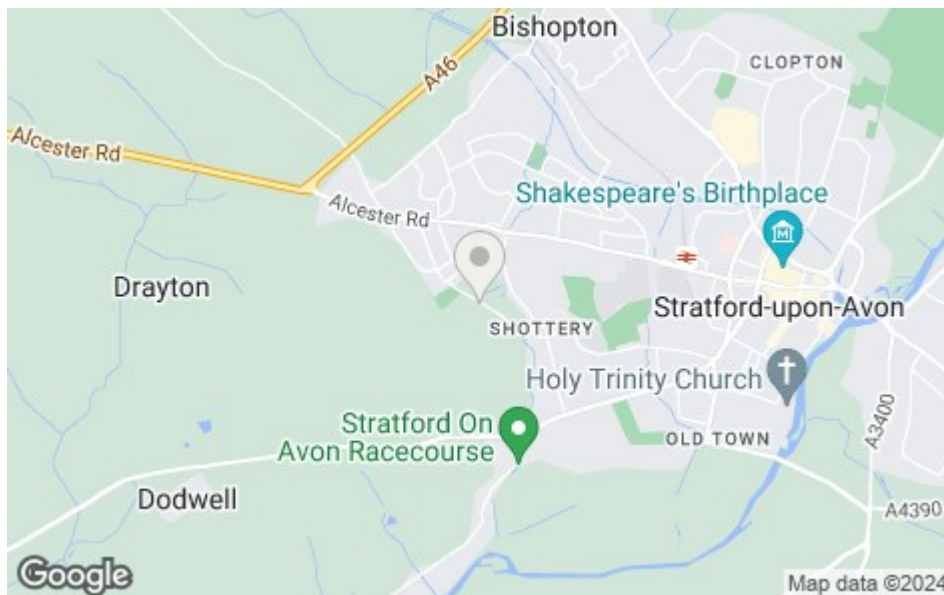 Bishopton
CLOPTON
A46
Alcester Rd
Alcester Rd
Shakespeare's Birthplace
Drayton
Stratford-upon-Avon
SHOTTERY
Holy Trinity Church
Stratford On
Avon Racecourse
OLD TOWN
A3400
Dodwell
A4390
Google
Map data ©2024